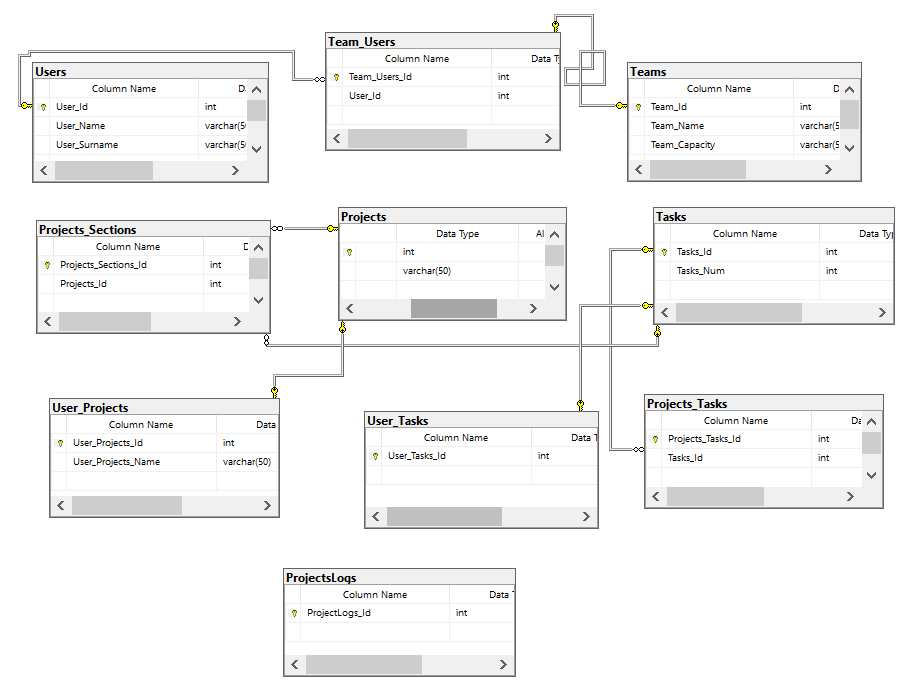 Team_Users
Column Name Data Ty
Team_Users_Id int
User_Id int
Users
Column Name Da
User_Id int
User_Name varchar(50
User_Surname varchar(50
Teams
Column Name D
Team_Id int
Team_Name varchar(5
Team_Capacity varchar(5
Projects_Sections
Column Name D
Projects_Sections_Id int
Projects_Id int
Projects
Data Type Al
int
varchar(50)
Tasks
Column Name Data Typ
Tasks_Id int
Tasks_Num int
User_Projects
Column Name Data
User_Projects_Id int
User_Projects_Name varchar(50)
User_Tasks
Column Name Data T
User_Tasks_Id int
Projects_Tasks
Column Name Da
Projects_Tasks_Id int
Tasks_Id int
ProjectsLogs
Column Name Data T
ProjectLogs_Id int